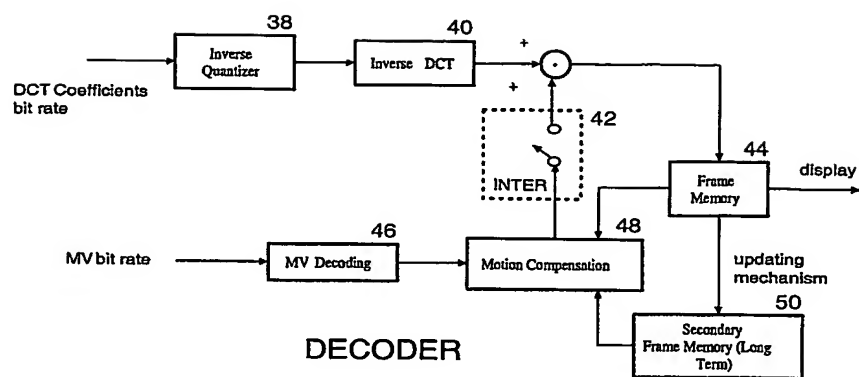 38
40
Inverse
Quantizer
Inverse DCT
+
+
DCT Coefficients
bit rate
42
INTER
44
Frame
Memory
display
46
48
MV bit rate
MV Decoding
Motion Compensation
updating
mechanism
50
Secondary
Frame Memory (Long
Term)
DECODER